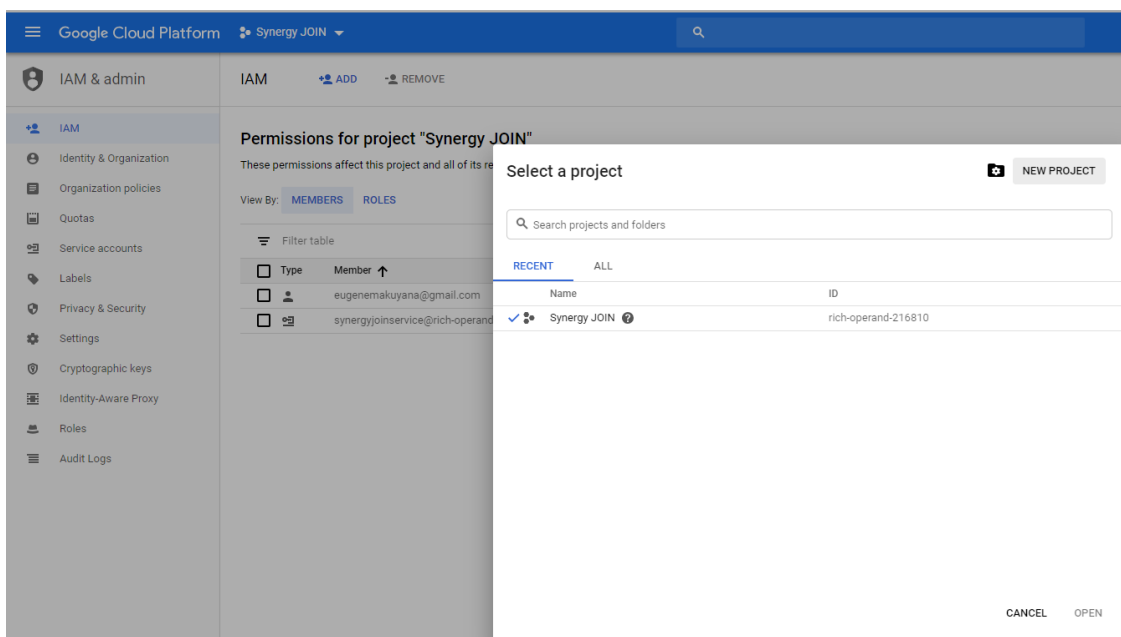 Google Cloud Platform Synergy JOIN
IAM & admin
IAM ADD REMOVE
IAM
Identity & Organization
Organization policies
Quotas
Service accounts
Labels
Privacy & Security
Settings
Cryptographic keys
Identity-Aware Proxy
Roles
Audit Logs
Permissions for project "Synergy JOIN"
These permissions affect this project and all of its re
View By: MEMBERS ROLES
Filter table
Type Member
eugenemakuyana@gmail.com
synergyjoinservice@rich-operand
Select a project
NEW PROJECT
Search projects and folders
RECENT ALL
Name ID
Synergy JOIN rich-operand-216810
CANCEL OPEN